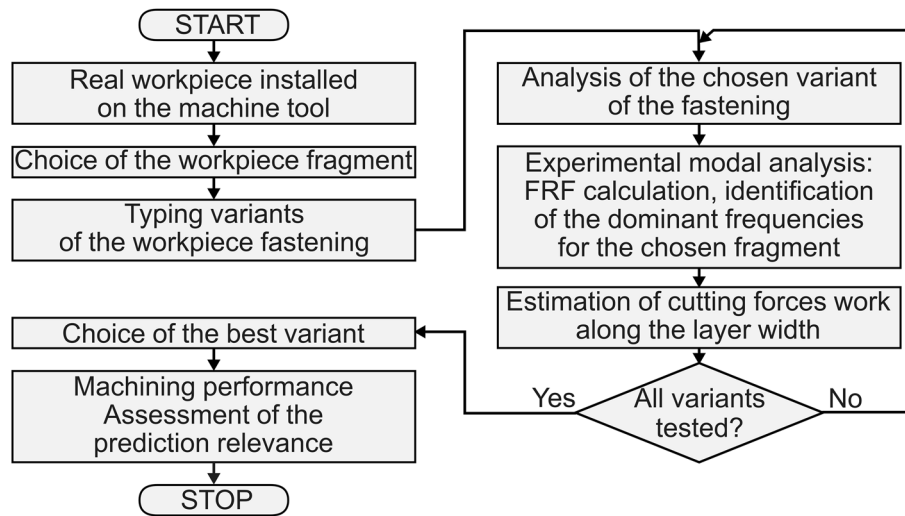 START
Real workpiece installed
on the machine tool
Choice of the workpiece fragment
Typing variants
of the workpiece fastening
Analysis of the chosen variant
of the fastening
Experimental modal analysis:
FRF calculation, identification
of the dominant frequencies
for the chosen fragment
Estimation of cutting forces work
along the layer width
All variants
tested?
Yes
No
Choice of the best variant
Machining performance
Assessment of the
prediction relevance
STOP